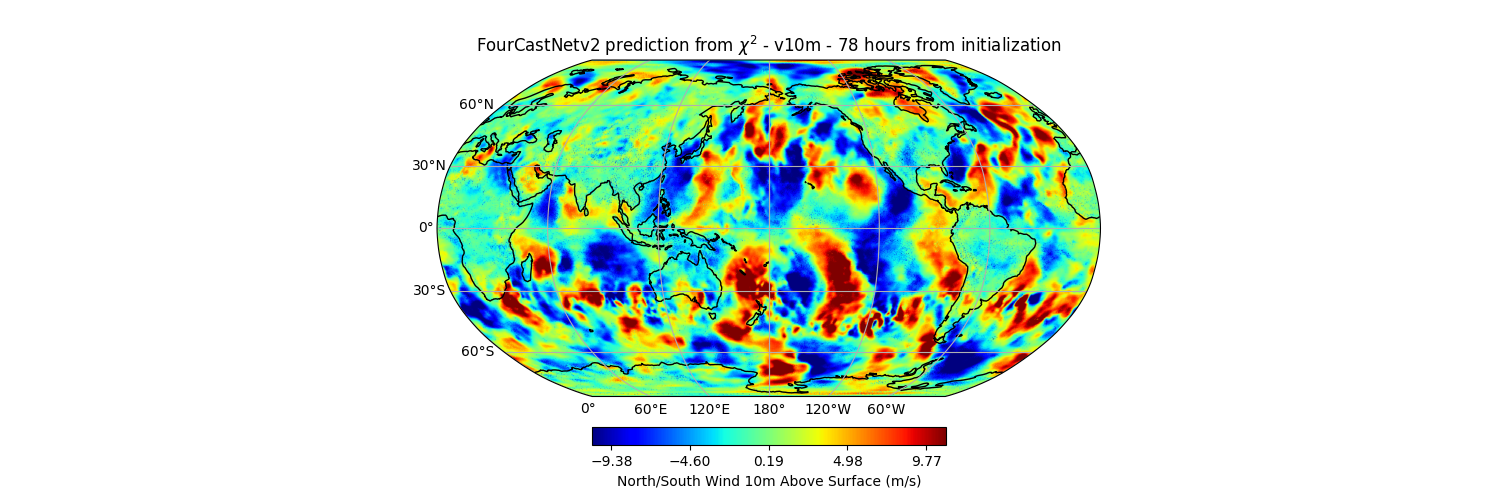 FourCastNetv2 prediction from χ² - v10m - 78 hours from initialization
60°N
30°N
0°
30°S
60°S
0° 60°E 120°E 180° 120°W 60°W
−9.38 −4.60 0.19 4.98 9.77
North/South Wind 10m Above Surface (m/s)